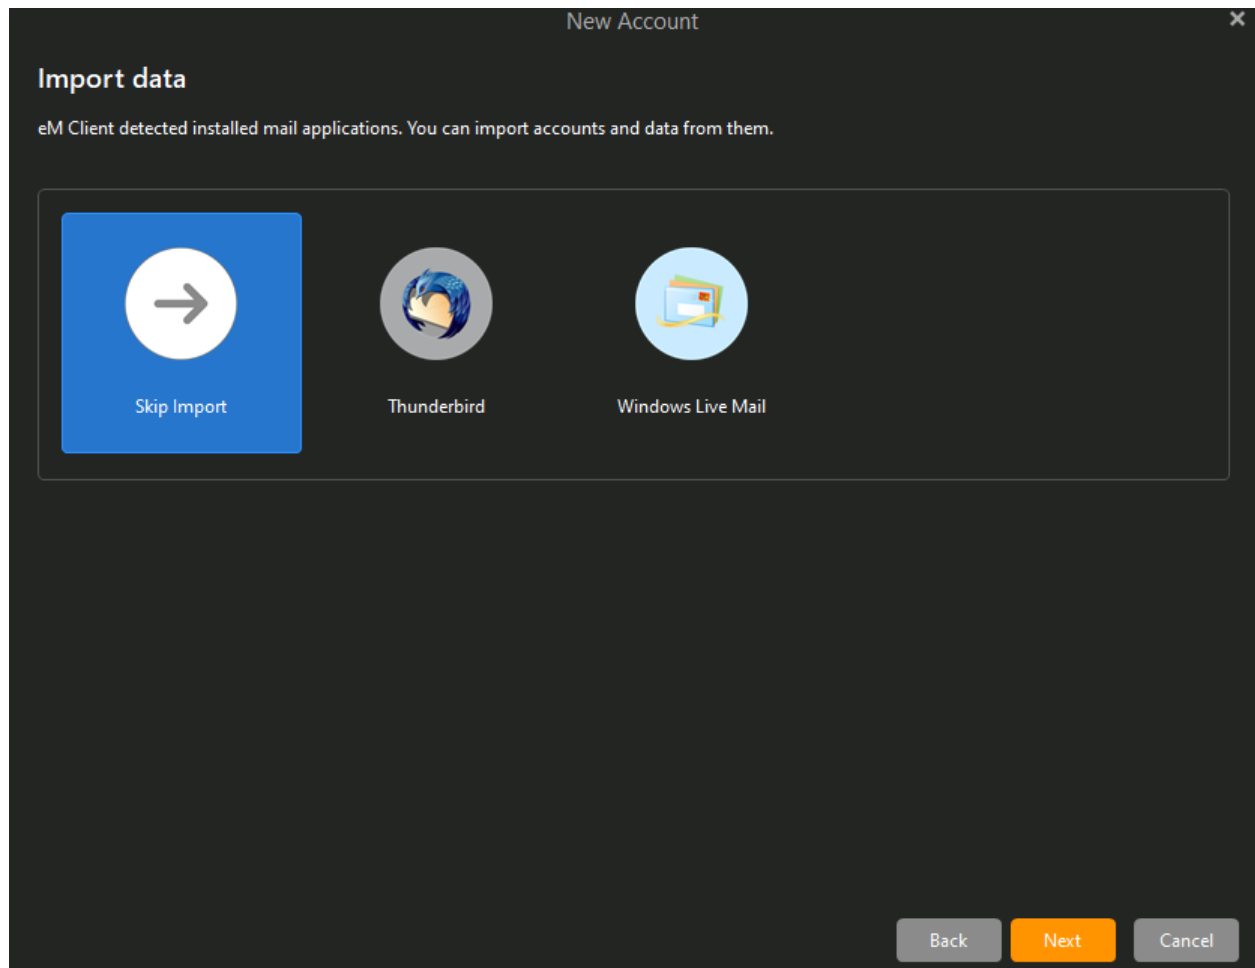 New Account
Import data
eM Client detected installed mail applications. You can import accounts and data from them.
Skip Import
Thunderbird
Windows Live Mail
Back
Next
Cancel